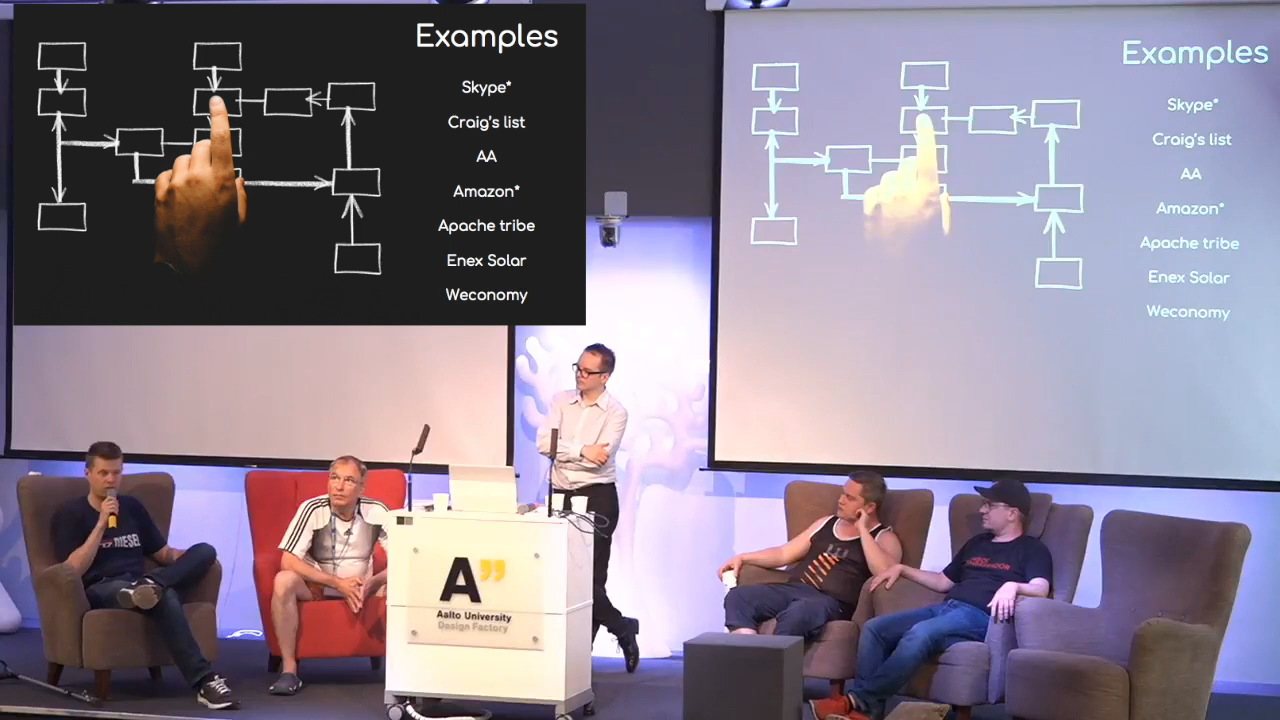 Examples
Skype*
Craig's list
AA
Amazon*
Apache tribe
Enex Solar
Weconomy
Examples
Skype*
Craig's list
AA
Amazon*
Apache tribe
Enex Solar
Weconomy
DIESEL
A"
Aalto University
Design Factory